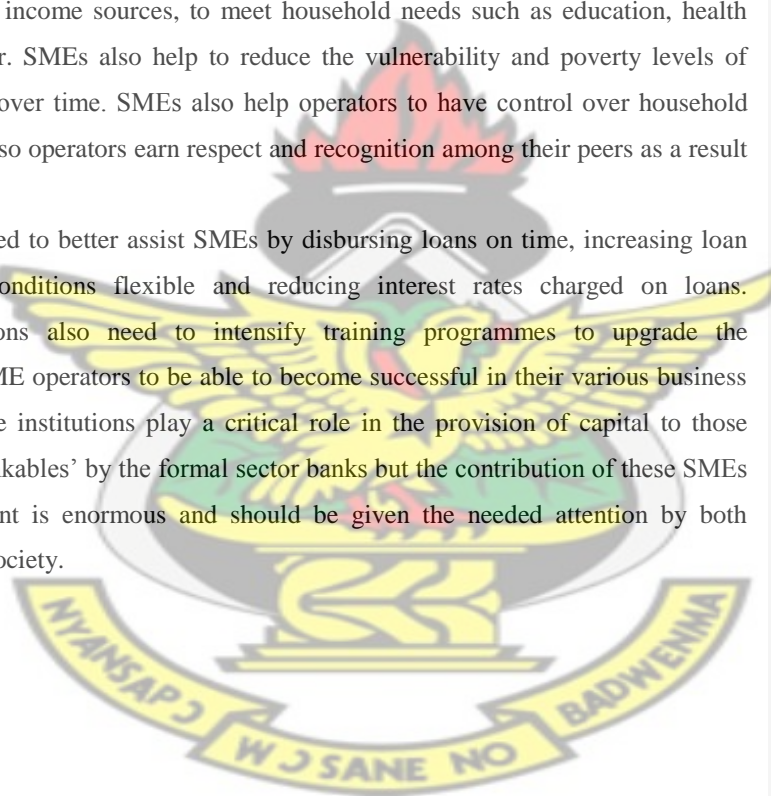 income sources, to meet household needs such as education, health
r. SMEs also help to reduce the vulnerability and poverty levels of
over time. SMEs also help operators to have control over household
so operators earn respect and recognition among their peers as a result
ed to better assist SMEs by disbursing loans on time, increasing loan
onditions flexible and reducing interest rates charged on loans.
ons also need to intensify training programmes to upgrade the
ME operators to be able to become successful in their various business
e institutions play a critical role in the provision of capital to those
nkables’ by the formal sector banks but the contribution of these SMEs
nt is enormous and should be given the needed attention by both
ociety.
NYANSAPƆ WƆSANE NO BADWENMA